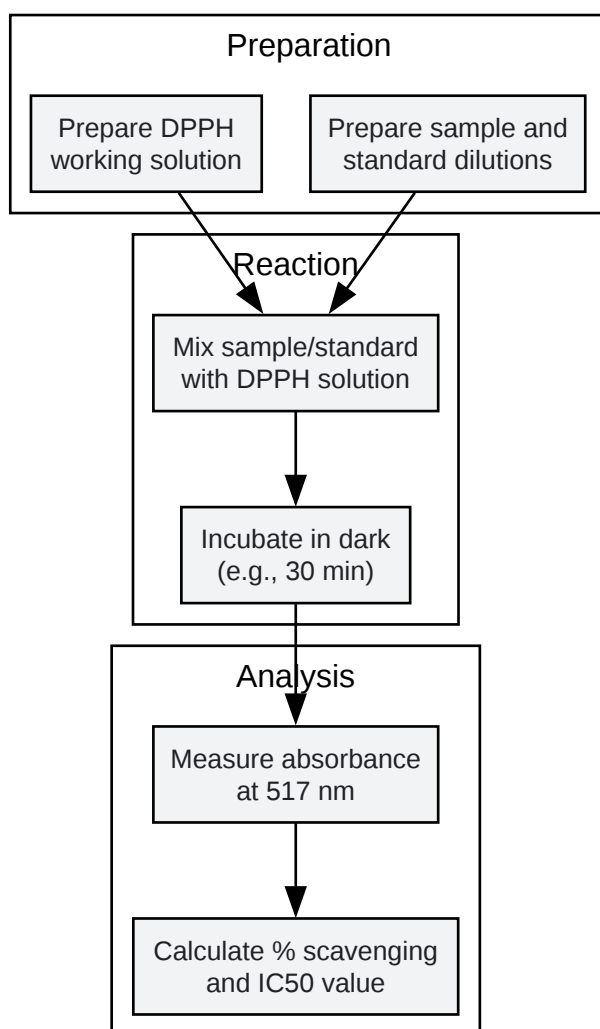 Preparation
Prepare DPPH
working solution
Prepare sample and
standard dilutions
Reaction
Mix sample/standard
with DPPH solution
Incubate in dark
(e.g., 30 min)
Analysis
Measure absorbance
at 517 nm
Calculate % scavenging
and IC50 value